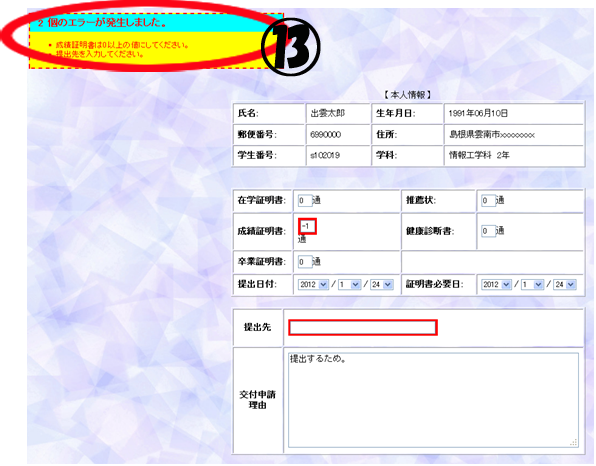 2 個のエラーが発生しました。
成績証明書は0以上の値にしてください。
提出先を入力してください。
⑬
【本人情報】
氏名: 出雲太郎 生年月日: 1991年06月10日
郵便番号: 6990000 住所: 島根県雲南市xxxxxxxx
学生番号: s102019 学科: 情報工学科 2年
在学証明書: 0 通 推薦状: 0 通
成績証明書: -1 通 健康診断書: 0 通
卒業証明書: 0 通
提出日付: 2012 / 1 / 24 証明書必要日: 2012 / 1 / 24
提出先
交付申請理由 提出するため。